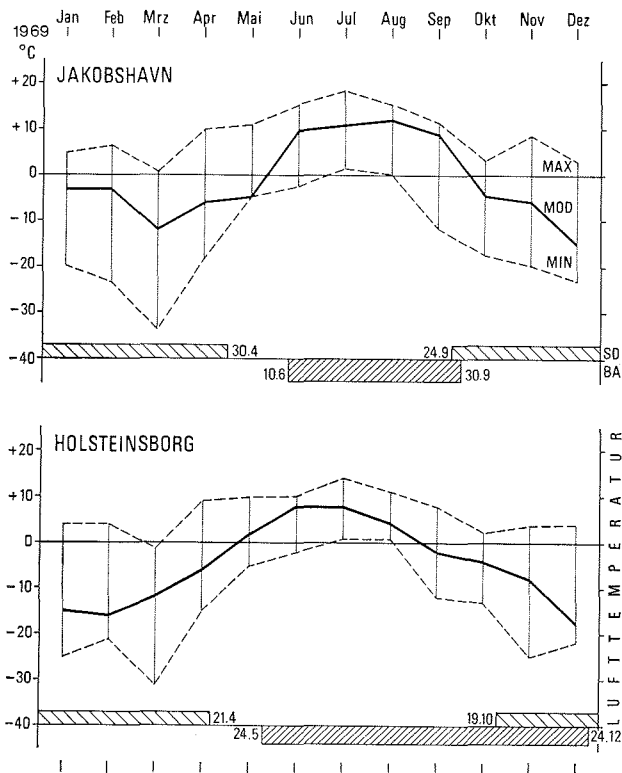 Jan Feb Mrz Apr Mai Jun Jul Aug Sep Okt Nov Dez
1969
°C
JAKOBSHAVN
+20
+10
0
-10
-20
-30
-40
MAX
MOD
MIN
30.4
24.9
SD
10.6
30.9
BA
HOLSTEINSBORG
+20
+10
0
-10
-20
-30
-40
21.4
19.10
24.5
24.12
LUFTTEMPERATUR